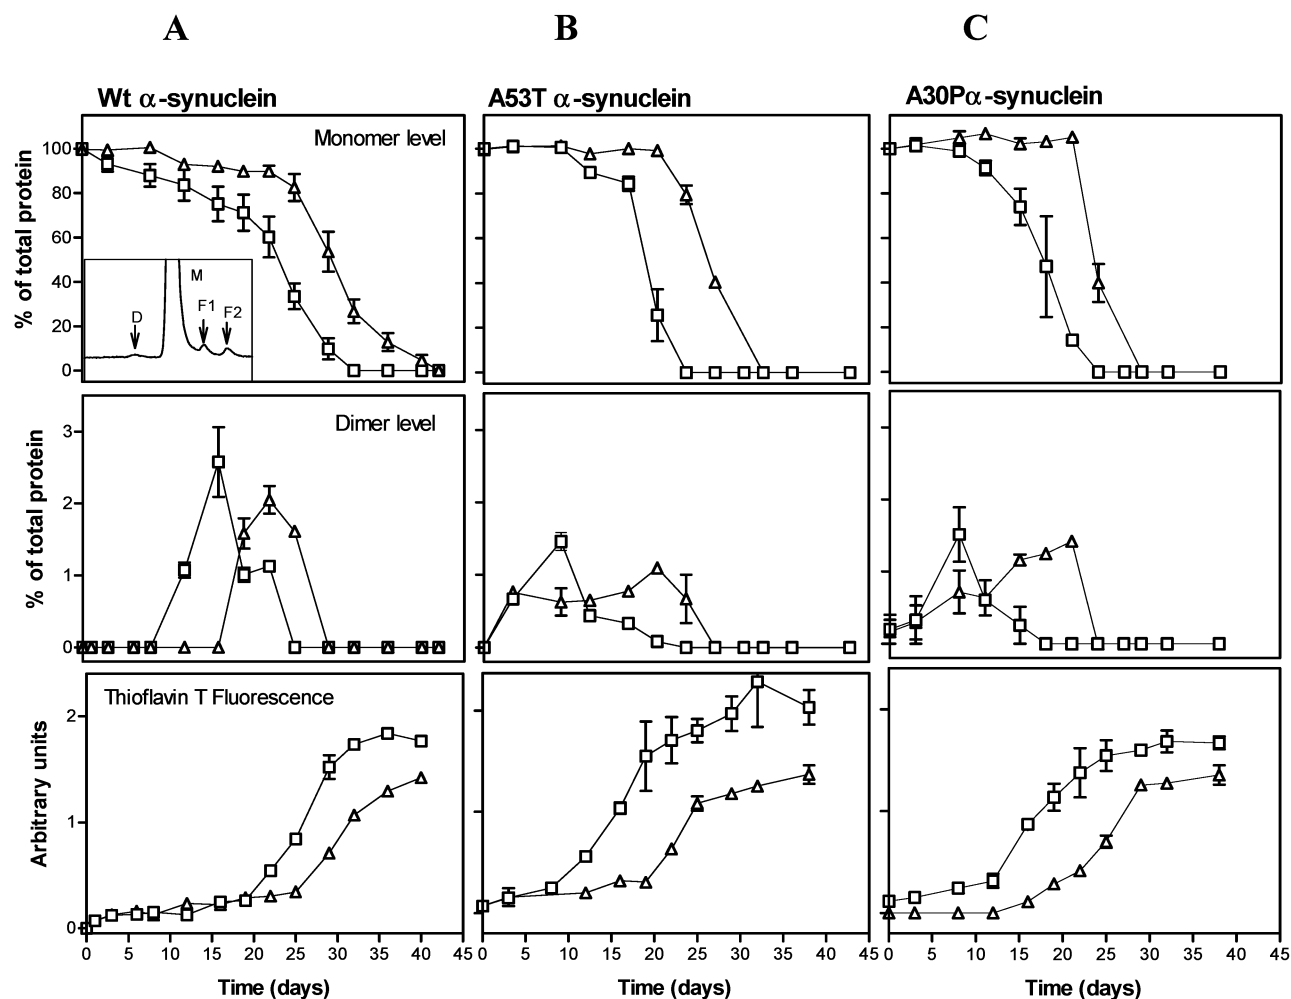 A B C
Wt α-synuclein A53T α-synuclein A30Pα-synuclein
Monomer level
% of total protein
100
80
60
40
20
0
M
D F1 F2
Dimer level
% of total protein
3
2
1
0
Thioflavin T Fluorescence
Arbitrary units
2
1
0
0 5 10 15 20 25 30 35 40 45 0 5 10 15 20 25 30 35 40 45 0 5 10 15 20 25 30 35 40 45
Time (days) Time (days) Time (days)